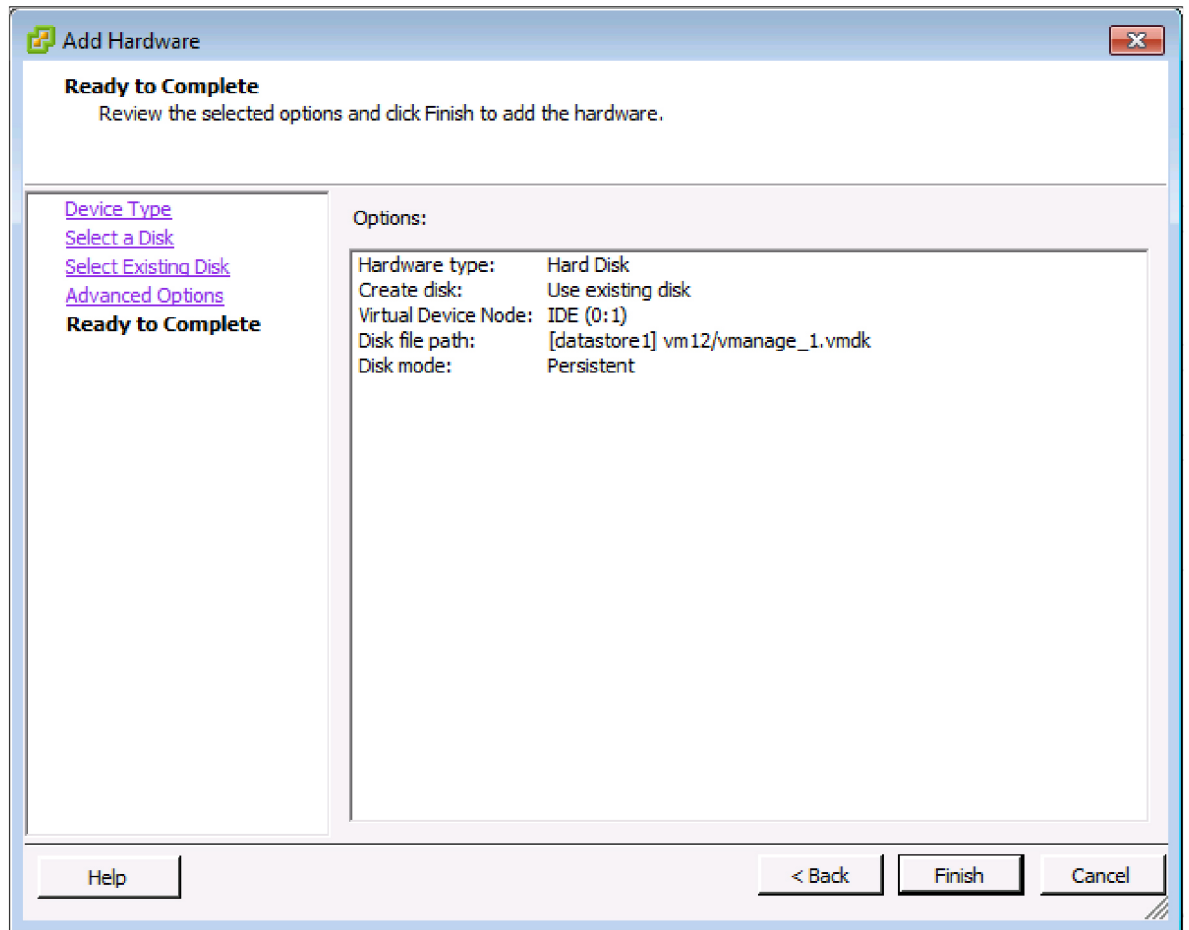 Add Hardware
Ready to Complete
Review the selected options and click Finish to add the hardware.
Device Type
Select a Disk
Select Existing Disk
Advanced Options
Ready to Complete
Options:
Hardware type: Hard Disk
Create disk: Use existing disk
Virtual Device Node: IDE (0:1)
Disk file path: [datastore1] vm12/vmanage_1.vmdk
Disk mode: Persistent
Help
< Back
Finish
Cancel